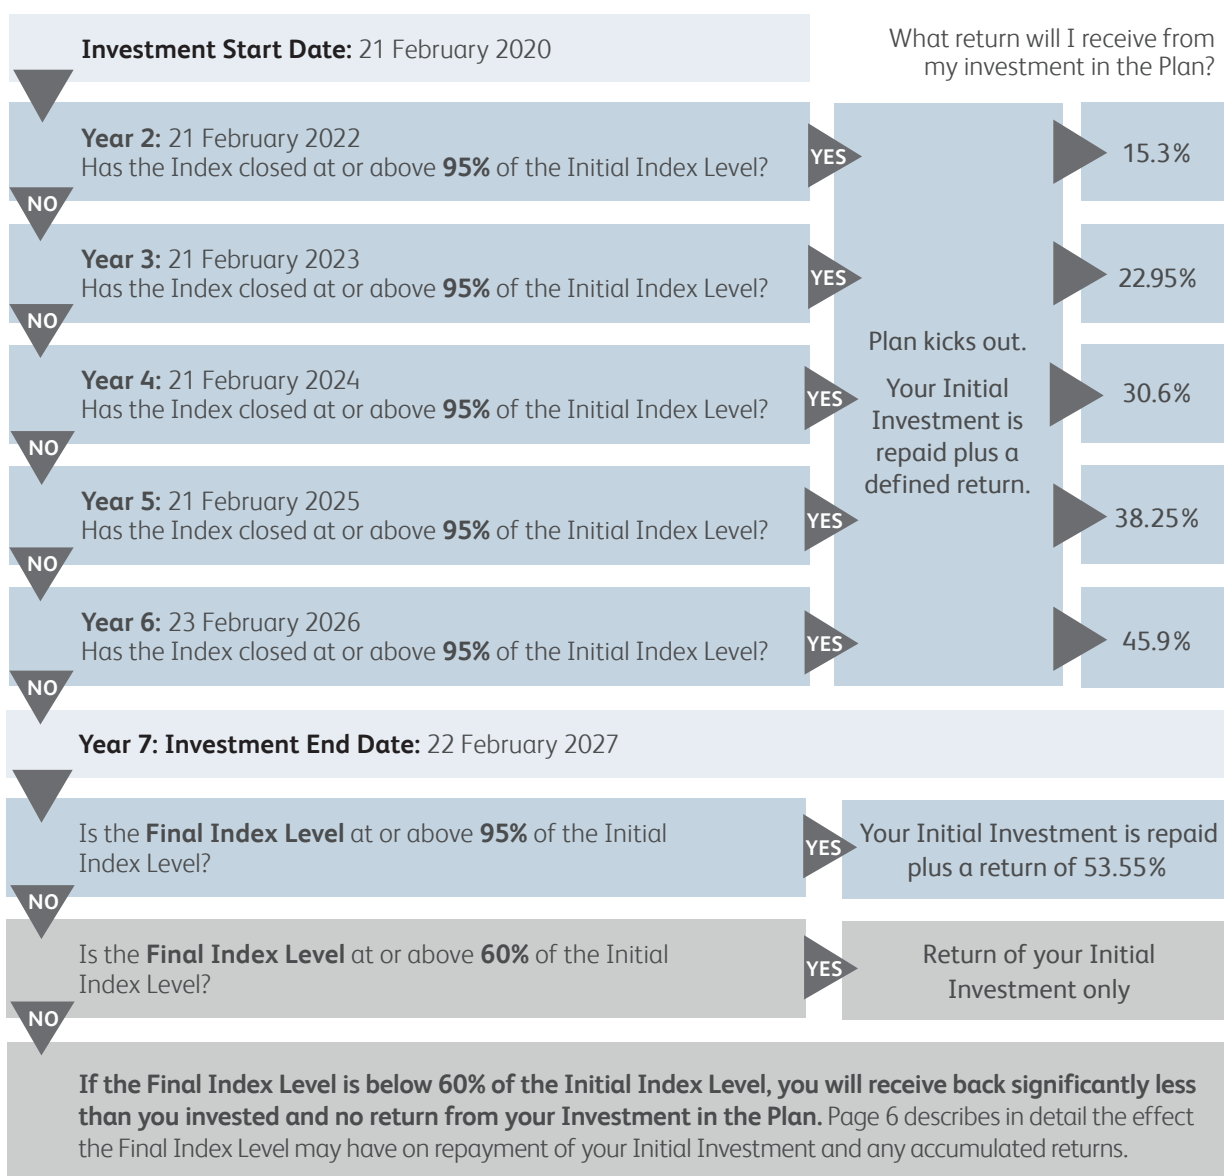 Investment Start Date: 21 February 2020
What return will I receive from
my investment in the Plan?
Year 2: 21 February 2022
Has the Index closed at or above 95% of the Initial Index Level?
YES
15.3%
NO
Year 3: 21 February 2023
Has the Index closed at or above 95% of the Initial Index Level?
YES
22.95%
NO
Plan kicks out.
Your Initial
Investment is
repaid plus a
defined return.
Year 4: 21 February 2024
Has the Index closed at or above 95% of the Initial Index Level?
YES
30.6%
NO
Year 5: 21 February 2025
Has the Index closed at or above 95% of the Initial Index Level?
YES
38.25%
NO
Year 6: 23 February 2026
Has the Index closed at or above 95% of the Initial Index Level?
YES
45.9%
NO
Year 7: Investment End Date: 22 February 2027
Is the Final Index Level at or above 95% of the Initial
Index Level?
YES
Your Initial Investment is repaid
plus a return of 53.55%
NO
Is the Final Index Level at or above 60% of the Initial
Index Level?
YES
Return of your Initial
Investment only
NO
If the Final Index Level is below 60% of the Initial Index Level, you will receive back significantly less
than you invested and no return from your Investment in the Plan. Page 6 describes in detail the effect
the Final Index Level may have on repayment of your Initial Investment and any accumulated returns.